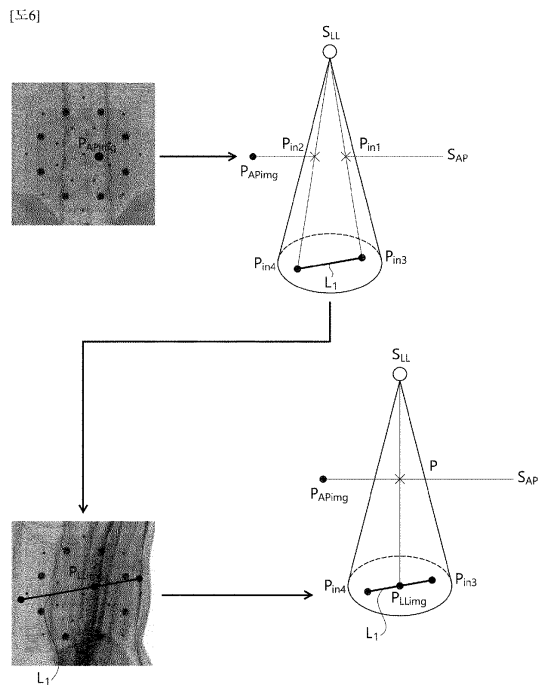 [도6]
S_LL
P_APimg
P_in2
P_in1
S_AP
P_APimg
P_in4
P_in3
L_1
S_LL
P
S_AP
P_APimg
P_LLimg
P_in4
P_in3
P_LLimg
L_1
L_1